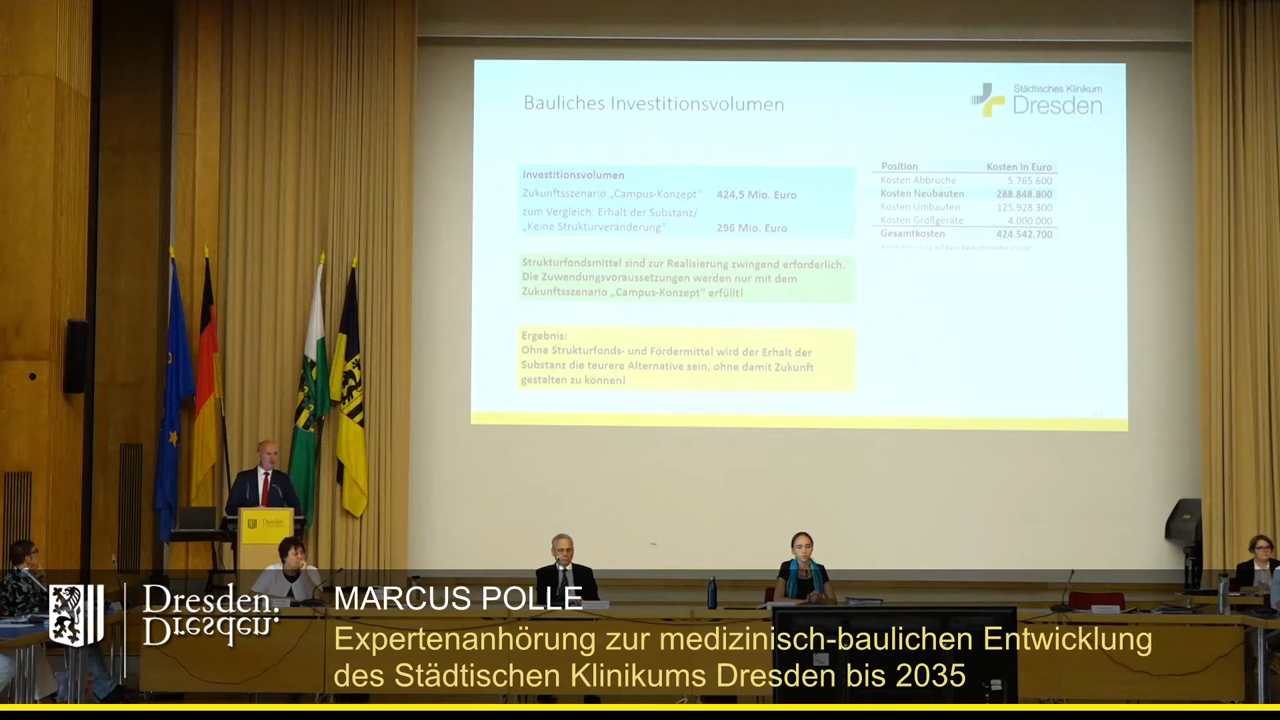 Bauliches Investitionsvolumen
Städtisches Klinikum
Dresden
Investitionsvolumen
Zukunftsszenario „Campus-Konzept" 424,5 Mio. Euro
zum Vergleich: Erhalt der Substanz/
„Keine Strukturveränderung": 296 Mio. Euro
Strukturfondsmittel sind zur Realisierung zwingend erforderlich.
Die Zuwendungsvoraussetzungen werden nur mit dem
Zukunftsszenario „Campus-Konzept" erfüllt!
Ergebnis:
Ohne Strukturfonds- und Fördermittel wird der Erhalt der
Substanz die teurere Alternative sein, ohne damit Zukunft
gestalten zu können!
Position Kosten in Euro
Kosten Abbrüche 5.765.600
Kosten Neubauten 288.848.800
Kosten Umbauten 125.928.300
Kosten Großgeräte 4.000.000
Gesamtkosten 424.542.700
Dresden.
Dresden.
Dresden.
MARCUS POLLE
Expertenanhörung zur medizinisch-baulichen Entwicklung
des Städtischen Klinikums Dresden bis 2035